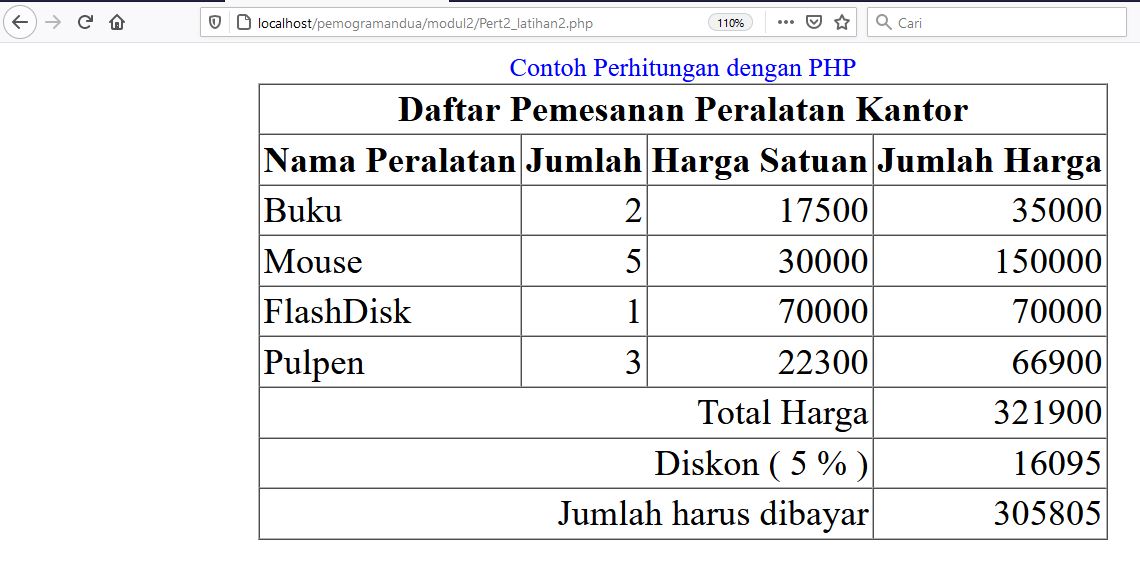 localhost/pemogramandua/modul2/Pert2_latihan2.php 110% Cari
Contoh Perhitungan dengan PHP
Daftar Pemesanan Peralatan Kantor
Nama Peralatan Jumlah Harga Satuan Jumlah Harga
Buku 2 17500 35000
Mouse 5 30000 150000
FlashDisk 1 70000 70000
Pulpen 3 22300 66900
Total Harga 321900
Diskon ( 5 % ) 16095
Jumlah harus dibayar 305805